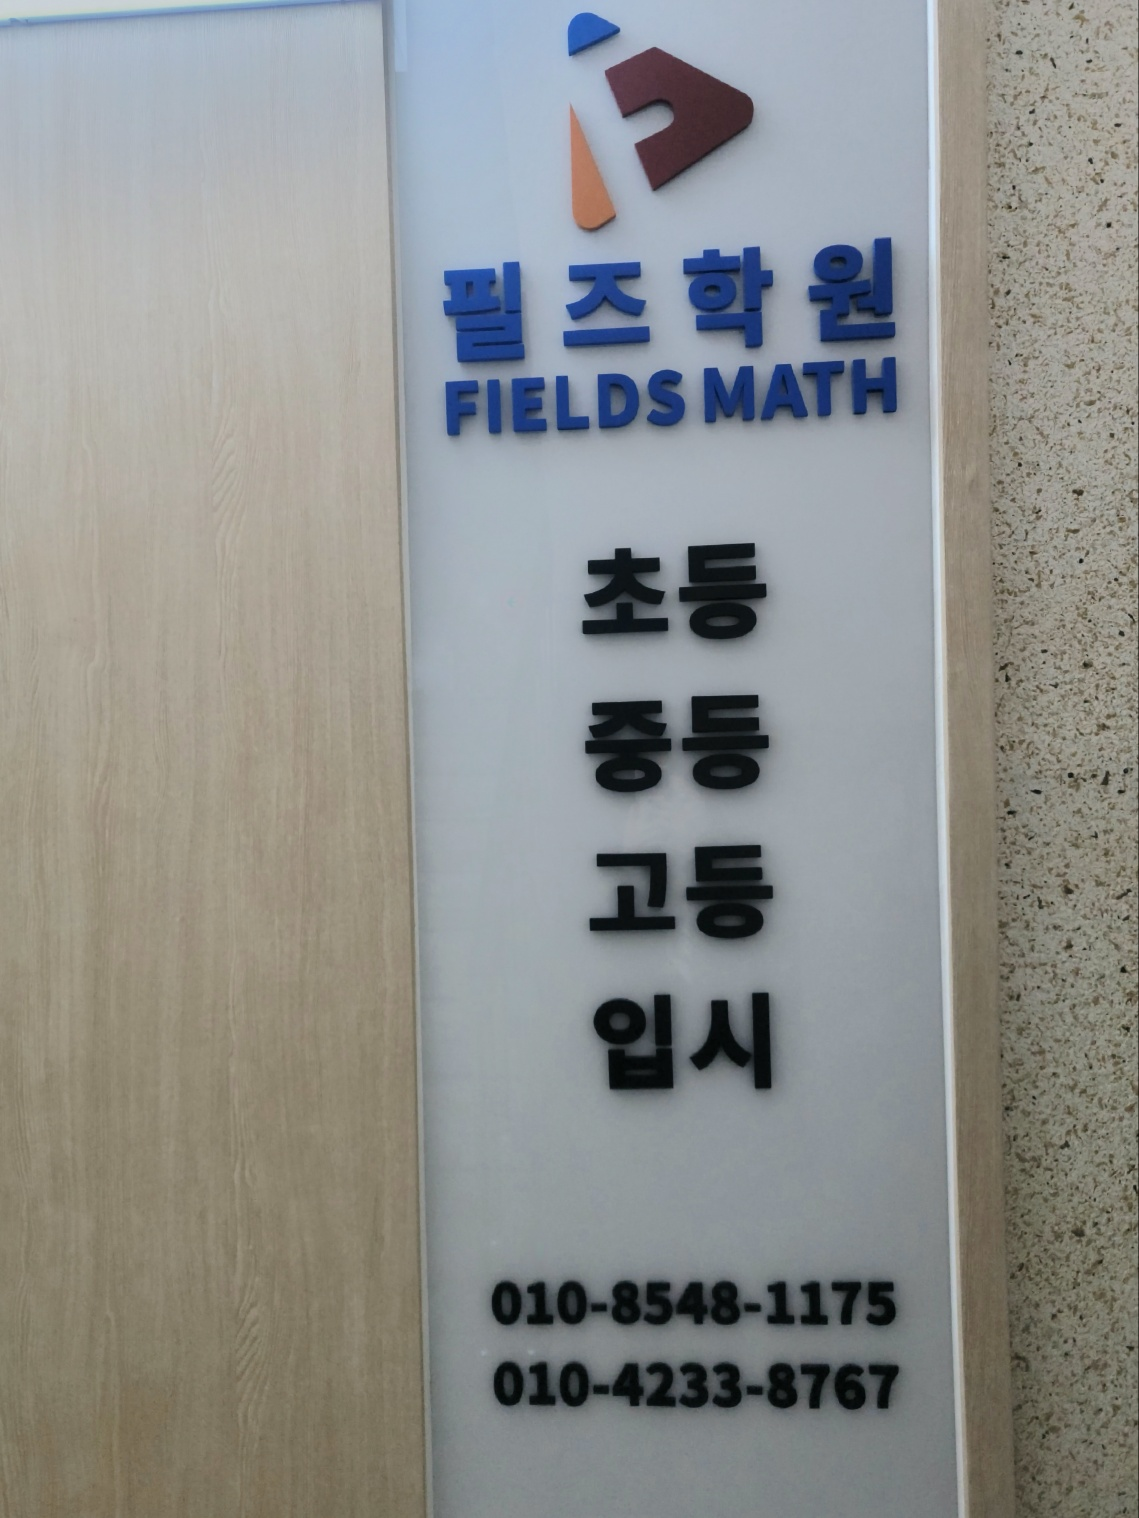 필즈학원
FIELDS MATH
초등
중등
고등
입시
010-8548-1175
010-4233-8767